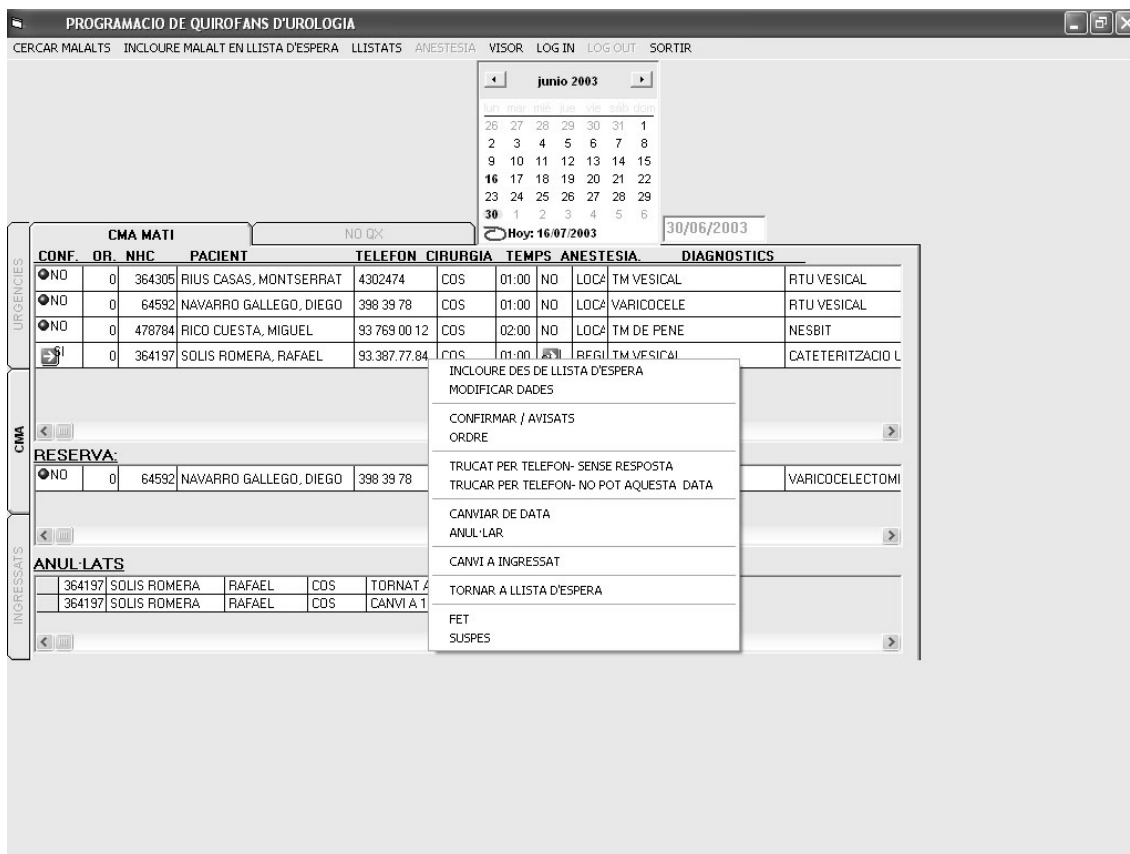 PROGRAMACIO DE QUIROFANS D'UROLOGIA
CERCAR MALALTS INCLOURE MALALT EN LLISTA D'ESPERA LLISTATS ANESTESIA VISOR LOG IN LOG OUT SORTIR
junio 2003
lun mar mié jue vie sáb dom
26 27 28 29 30 31 1
2 3 4 5 6 7 8
9 10 11 12 13 14 15
16 17 18 19 20 21 22
23 24 25 26 27 28 29
30 1 2 3 4 5 6
Hoy: 16/07/2003
30/06/2003
CMA MATI NO QX
URGENCIES
CMA
INGRESSATS
CONF. OR. NHC PACIENT TELEFON CIRURGIA TEMPS ANESTESIA. DIAGNOSTICS
NO 0 364305 RIUS CASAS, MONTSERRAT 4302474 COS 01:00 NO LOCA TM VESICAL RTU VESICAL
NO 0 64592 NAVARRO GALLEGO, DIEGO 398 39 78 COS 01:00 NO LOCA VARICOCELE RTU VESICAL
NO 0 478784 RICO CUESTA, MIGUEL 93 769 00 12 COS 02:00 NO LOCA TM DE PENE NESBIT
SI 0 364197 SOLIS ROMERA, RAFAEL 93.387.77.84 COS 01:00 SI REGI TM VESICAL CATETERITZACIO U
RESERVA:
NO 0 64592 NAVARRO GALLEGO, DIEGO 398 39 78 VARICOCELECTOMI
ANUL·LATS
364197 SOLIS ROMERA RAFAEL COS TORNAT A
364197 SOLIS ROMERA RAFAEL COS CANVI A 1
INCLOURE DES DE LLISTA D'ESPERA
MODIFICAR DADES
CONFIRMAR / AVISATS
ORDRE
TRUCAT PER TELEFON- SENSE RESPOSTA
TRUCAR PER TELEFON- NO POT AQUESTA DATA
CANVIAR DE DATA
ANUL·LAR
CANVI A INGRESSAT
TORNAR A LLISTA D'ESPERA
FET
SUSPES